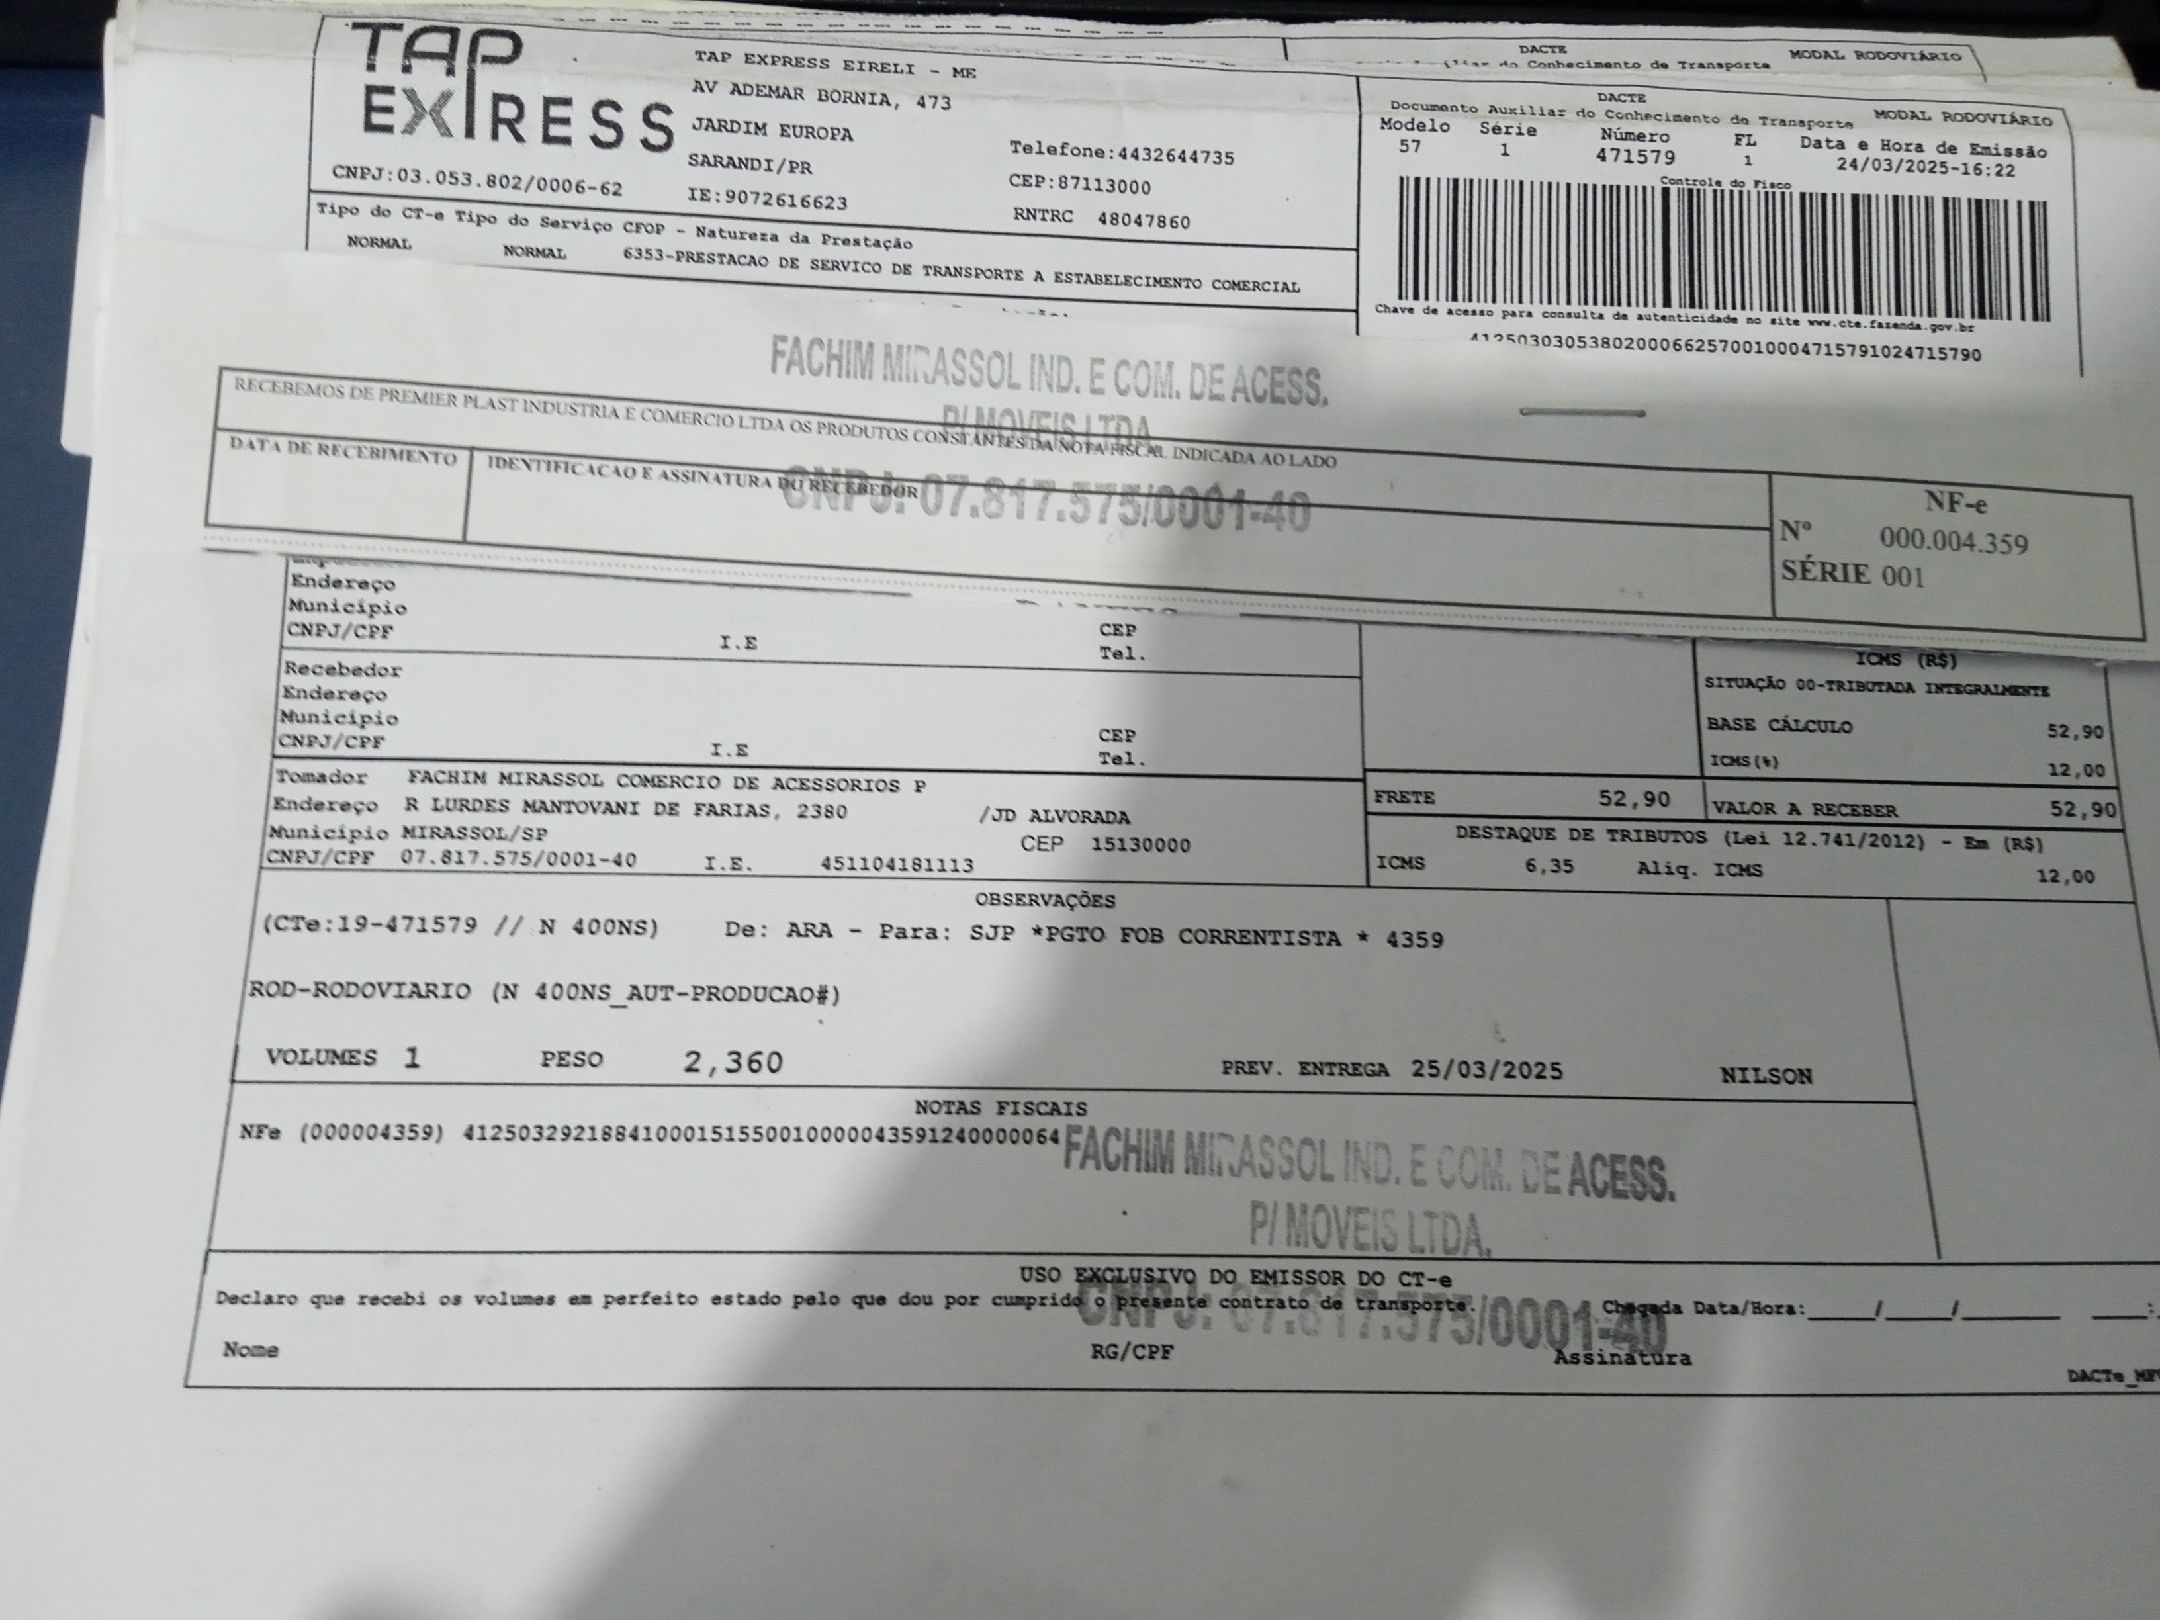 DACTE
do Conhecimento de Transporte
MODAL RODOVIÁRIO
TAP
EXPRESS
CNPJ:03.053.802/0006-62
TAP EXPRESS EIRELI - ME
AV ADEMAR BORNIA, 473
JARDIM EUROPA
SARANDI/PR
IE:9072616623
Telefone:4432644735
CEP:87113000
RNTRC 48047860
DACTE
Documento Auxiliar do Conhecimento de Transporte MODAL RODOVIÁRIO
Modelo Série Número FL Data e Hora de Emissão
57 1 471579 1 24/03/2025-16:22
Controle do Fisco
Chave de acesso para consulta de autenticidade no site www.cte.fazenda.gov.br
41250303053802000662570010004715791024715790
Tipo do CT-e Tipo do Serviço CFOP - Natureza da Prestação
NORMAL NORMAL 6353-PRESTACAO DE SERVICO DE TRANSPORTE A ESTABELECIMENTO COMERCIAL
FACHIM MIRASSOL IND. E COM. DE ACESS.
P/ MOVEIS LTDA.
CNPJ: 07.817.575/0001-40
RECEBEMOS DE PREMIER PLAST INDUSTRIA E COMERCIO LTDA OS PRODUTOS CONSTANTES DA NOTA FISCAL INDICADA AO LADO
DATA DE RECEBIMENTO
IDENTIFICACAO E ASSINATURA DO RECEBEDOR
NF-e
Nº 000.004.359
SÉRIE 001
Endereço
Município
CNPJ/CPF I.E CEP
Tel.
Recebedor
Endereço
Município
CNPJ/CPF I.E CEP
Tel.
ICMS (R$)
SITUAÇÃO 00-TRIBUTADA INTEGRALMENTE
BASE CÁLCULO 52,90
ICMS(%) 12,00
Tomador FACHIM MIRASSOL COMERCIO DE ACESSORIOS P
Endereço R LURDES MANTOVANI DE FARIAS, 2380 /JD ALVORADA
Município MIRASSOL/SP CEP 15130000
CNPJ/CPF 07.817.575/0001-40 I.E. 451104181113
FRETE 52,90 VALOR A RECEBER 52,90
DESTAQUE DE TRIBUTOS (Lei 12.741/2012) - Em (R$)
ICMS 6,35 Aliq. ICMS 12,00
OBSERVAÇÕES
(CTe:19-471579 // N 400NS) De: ARA - Para: SJP *PGTO FOB CORRENTISTA * 4359
ROD-RODOVIARIO (N 400NS_AUT-PRODUCAO#)
VOLUMES 1 PESO 2,360 PREV. ENTREGA 25/03/2025 NILSON
NOTAS FISCAIS
NFe (000004359) 41250329218841000151550010000043591240000064
FACHIM MIRASSOL IND. E COM. DE ACESS.
P/ MOVEIS LTDA.
CNPJ: 07.817.575/0001-40
USO EXCLUSIVO DO EMISSOR DO CT-e
Declaro que recebi os volumes em perfeito estado pelo que dou por cumprido o presente contrato de transporte. Chegada Data/Hora:____/____/______ ____:
Nome RG/CPF Assinatura